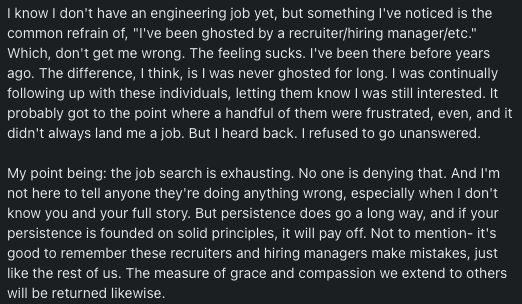 I know I don't have an engineering job yet, but something I've noticed is the
common refrain of, "I've been ghosted by a recruiter/hiring manager/etc."
Which, don't get me wrong. The feeling sucks. I've been there before years
ago. The difference, I think, is I was never ghosted for long. I was continually
following up with these individuals, letting them know I was still interested. It
probably got to the point where a handful of them were frustrated, even, and it
didn't always land me a job. But I heard back. I refused to go unanswered.

My point being: the job search is exhausting. No one is denying that. And I'm
not here to tell anyone they're doing anything wrong, especially when I don't
know you and your full story. But persistence does go a long way, and if your
persistence is founded on solid principles, it will pay off. Not to mention- it's
good to remember these recruiters and hiring managers make mistakes, just
like the rest of us. The measure of grace and compassion we extend to others
will be returned likewise.